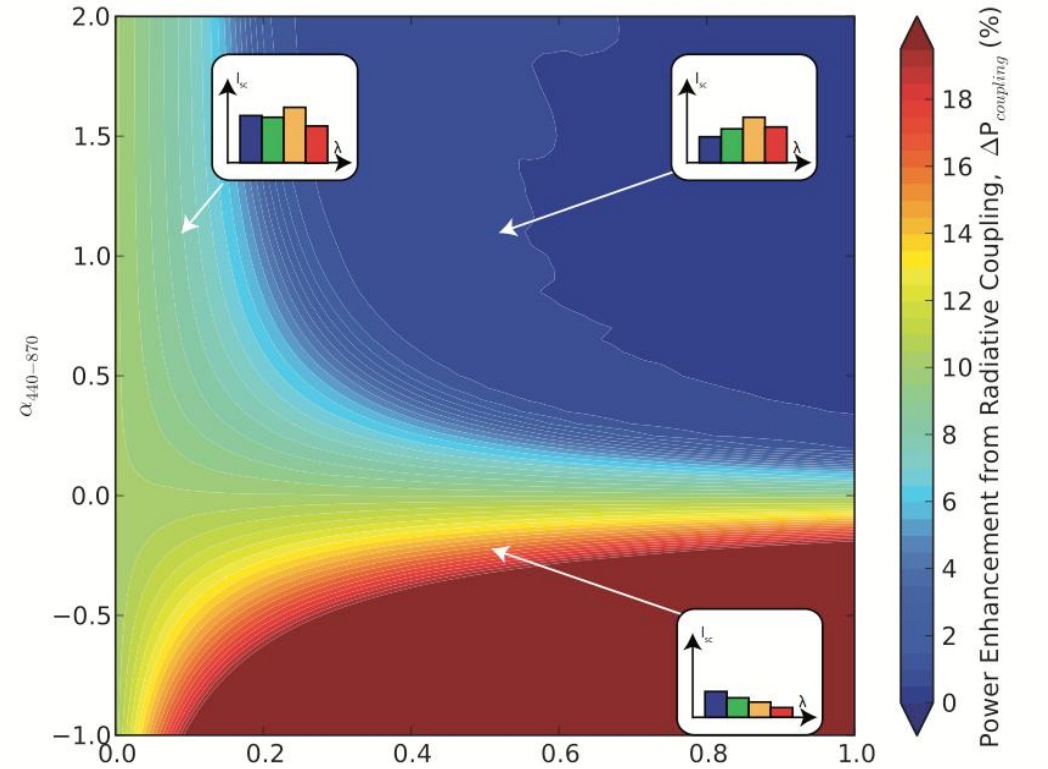 2.0
1.5
1.0
0.5
0.0
−0.5
−1.0
α440−870
0.0
0.2
0.4
0.6
0.8
1.0
Isc
λ
Isc
λ
Isc
λ
18
16
14
12
10
8
6
4
2
0
Power Enhancement from Radiative Coupling, ΔPcoupling (%)